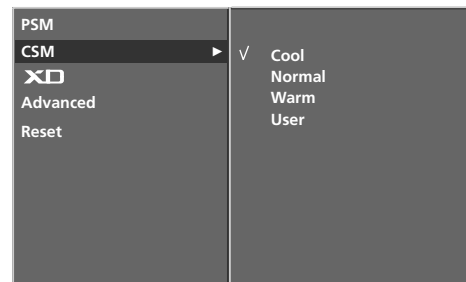 PSM
CSM ►
XD
Advanced
Reset
√ Cool
Normal
Warm
User